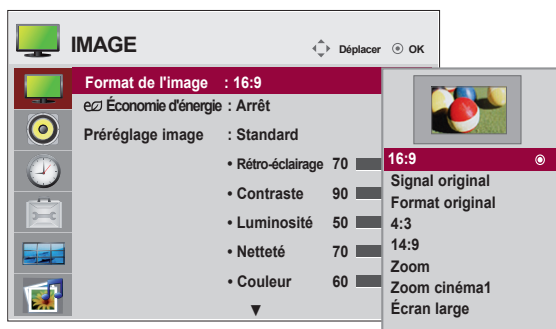 IMAGE
Déplacer OK
Format de l'image : 16:9
Économie d'énergie : Arrêt
Préréglage image : Standard
• Rétro-éclairage 70
• Contraste 90
• Luminosité 50
• Netteté 70
• Couleur 60
16:9
Signal original
Format original
4:3
14:9
Zoom
Zoom cinéma1
Écran large